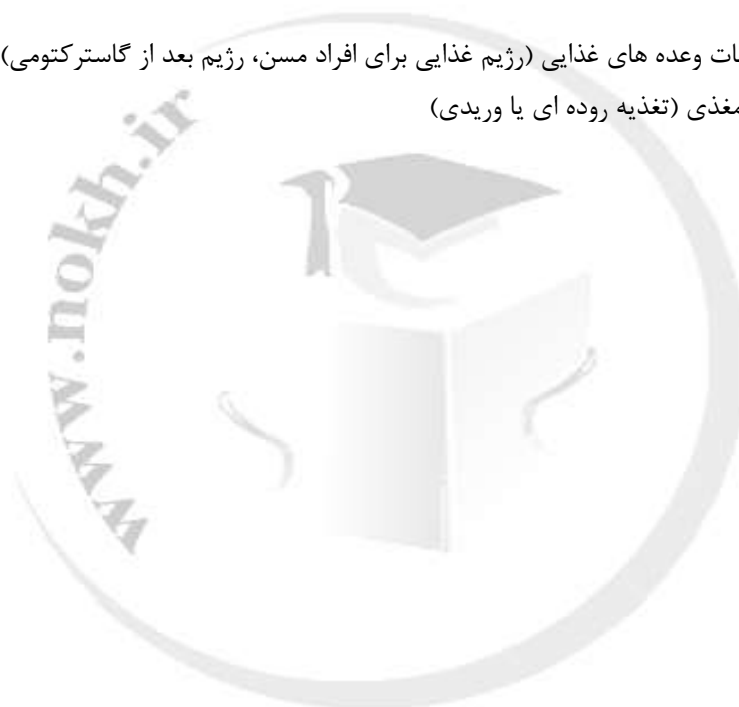 ات وعده های غذایی (رژیم غذایی برای افراد مسن، رژیم بعد از گاسترکتومی)
مغذی (تغذیه روده ای یا وریدی)
www.nokh.ir